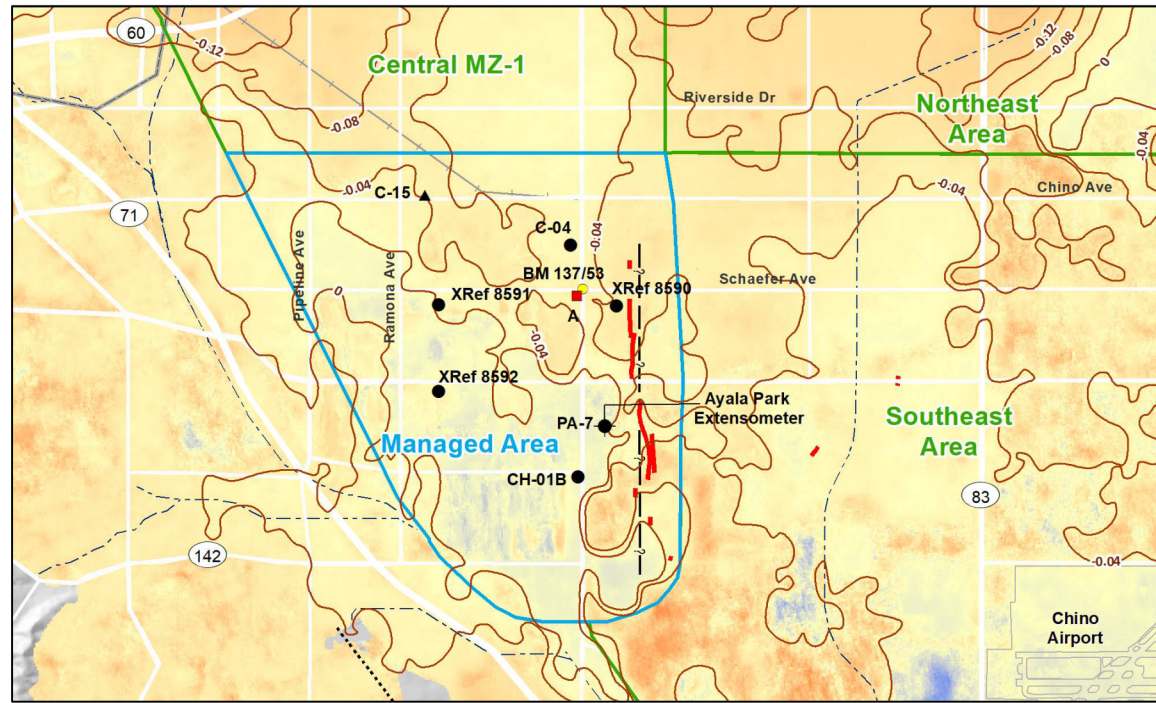 60
-0.12
Central MZ-1
-0.12
-0.08
0
Riverside Dr
Northeast
Area
-0.08
-0.04
-0.04
-0.04
Chino Ave
C-15
71
C-04
-0.04
Pipeline Ave
Ramona Ave
BM 137/53
?
Schaefer Ave
XRef 8591
XRef 8590
0
A
-0.04
?
XRef 8592
Ayala Park
Extensometer
PA-7
Managed Area
Southeast
Area
?
CH-01B
83
142
?
-0.04
Chino
Airport